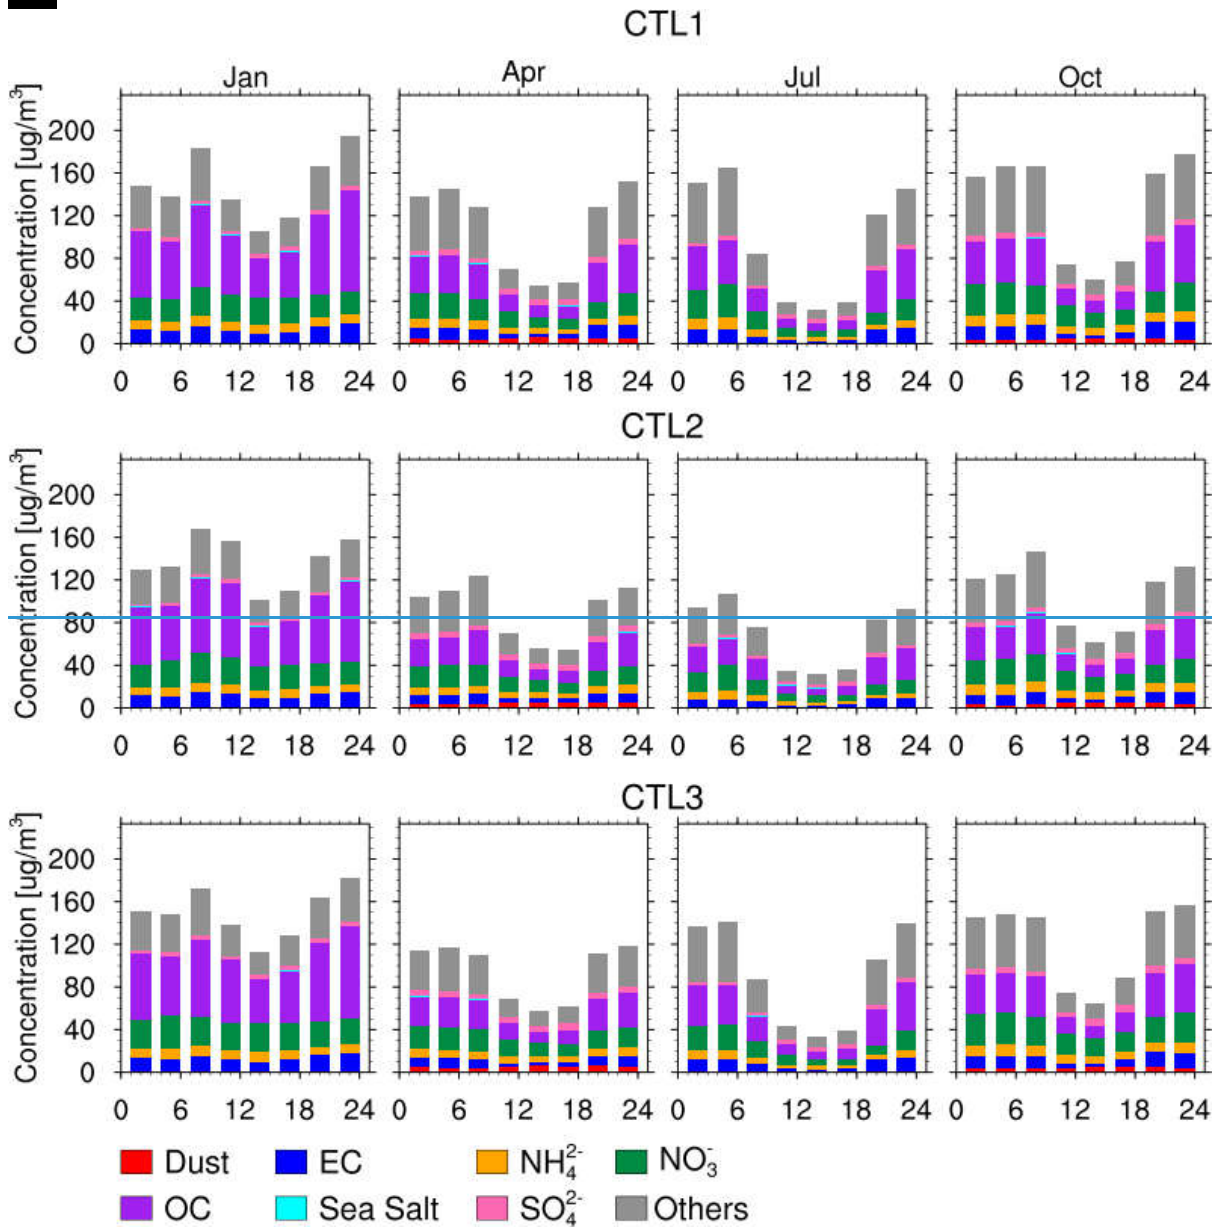 CTL1
Jan Apr Jul Oct
Concentration [ug/m³]
200
160
120
80
40
0
0 6 12 18 24 0 6 12 18 24 0 6 12 18 24 0 6 12 18 24
CTL2
Concentration [ug/m³]
200
160
120
80
40
0
0 6 12 18 24 0 6 12 18 24 0 6 12 18 24 0 6 12 18 24
CTL3
Concentration [ug/m³]
200
160
120
80
40
0
0 6 12 18 24 0 6 12 18 24 0 6 12 18 24 0 6 12 18 24
Dust EC NH₄²⁻ NO₃⁻
OC Sea Salt SO₄²⁻ Others